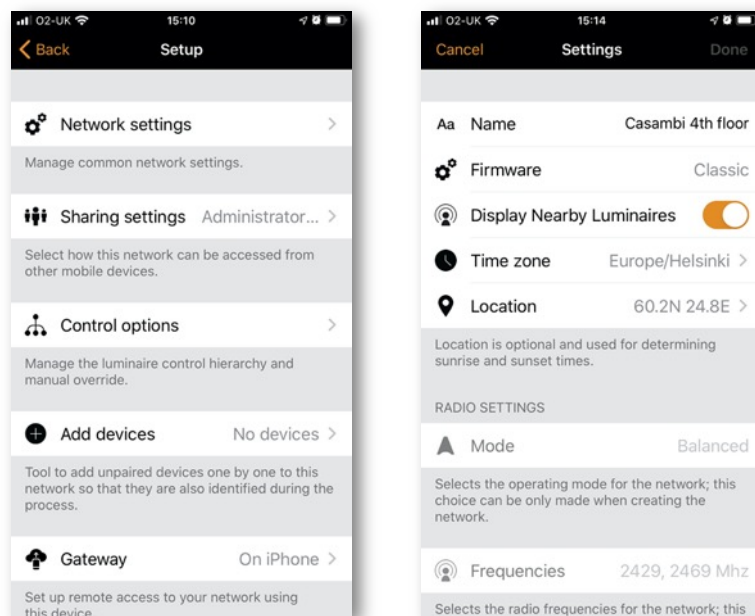 O2-UK 15:10
Back Setup
Network settings
Manage common network settings.
Sharing settings Administrator...
Select how this network can be accessed from
other mobile devices.
Control options
Manage the luminaire control hierarchy and
manual override.
Add devices No devices
Tool to add unpaired devices one by one to this
network so that they are also identified during the
process.
Gateway On iPhone
Set up remote access to your network using
this device
O2-UK 15:14
Cancel Settings Done
Aa Name Casambi 4th floor
Firmware Classic
Display Nearby Luminaires
Time zone Europe/Helsinki
Location 60.2N 24.8E
Location is optional and used for determining
sunrise and sunset times.
RADIO SETTINGS
Mode Balanced
Selects the operating mode for the network; this
choice can be only made when creating the
network.
Frequencies 2429, 2469 Mhz
Selects the radio frequencies for the network; this